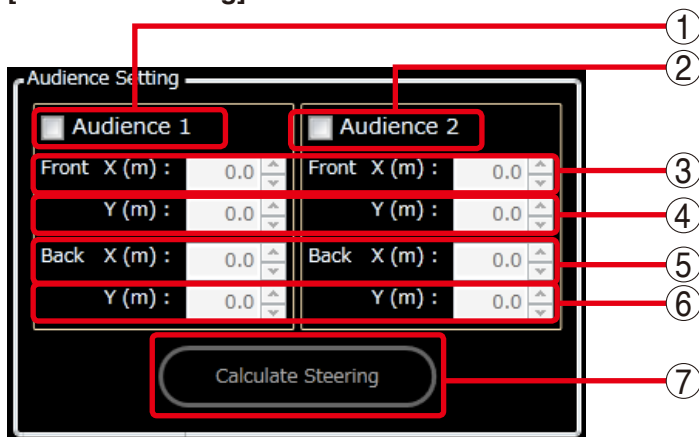 ①
②
Audience Setting
Audience 1 Audience 2
Front X (m) : 0.0 Front X (m) : 0.0 ③
Y (m) : 0.0 Y (m) : 0.0 ④
Back X (m) : 0.0 Back X (m) : 0.0 ⑤
Y (m) : 0.0 Y (m) : 0.0 ⑥
Calculate Steering ⑦